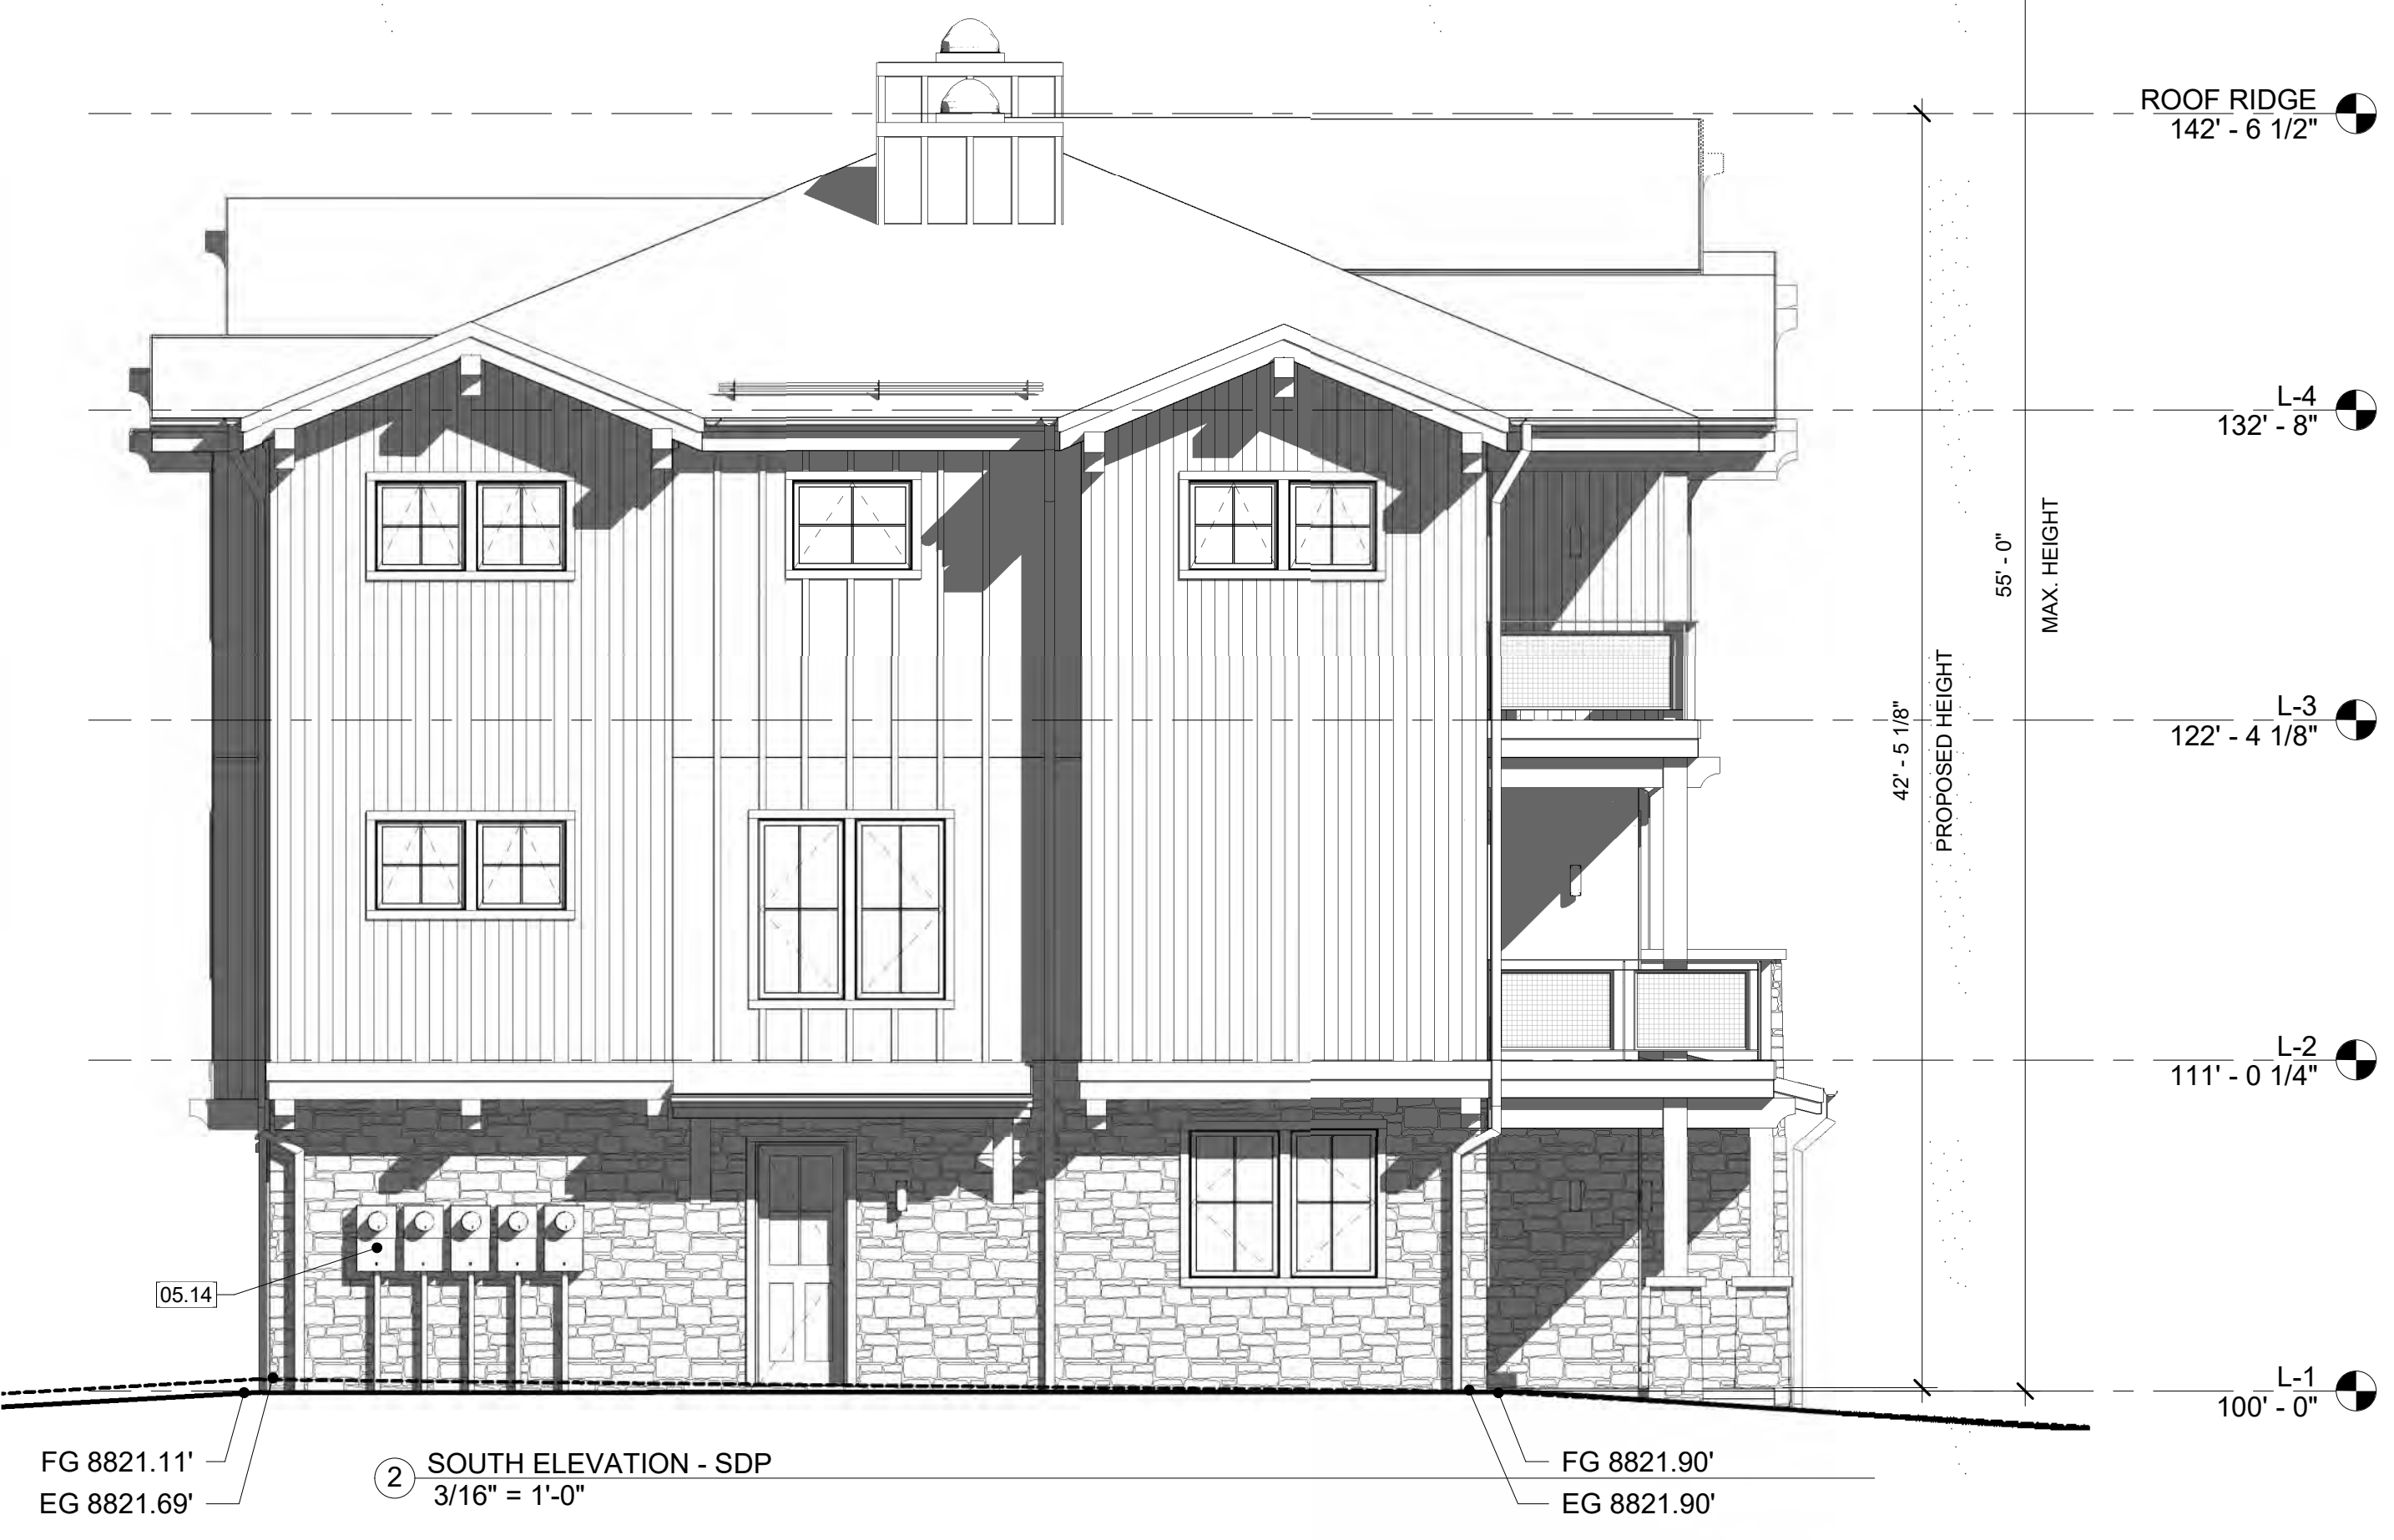 ROOF RIDGE
142' - 6 1/2"
L-4
132' - 8"
55' - 0"
MAX. HEIGHT
42' - 5 1/8"
PROPOSED HEIGHT
L-3
122' - 4 1/8"
L-2
111' - 0 1/4"
05.14
L-1
100' - 0"
FG 8821.11'
EG 8821.69'
2
SOUTH ELEVATION - SDP
3/16" = 1'-0"
FG 8821.90'
EG 8821.90'